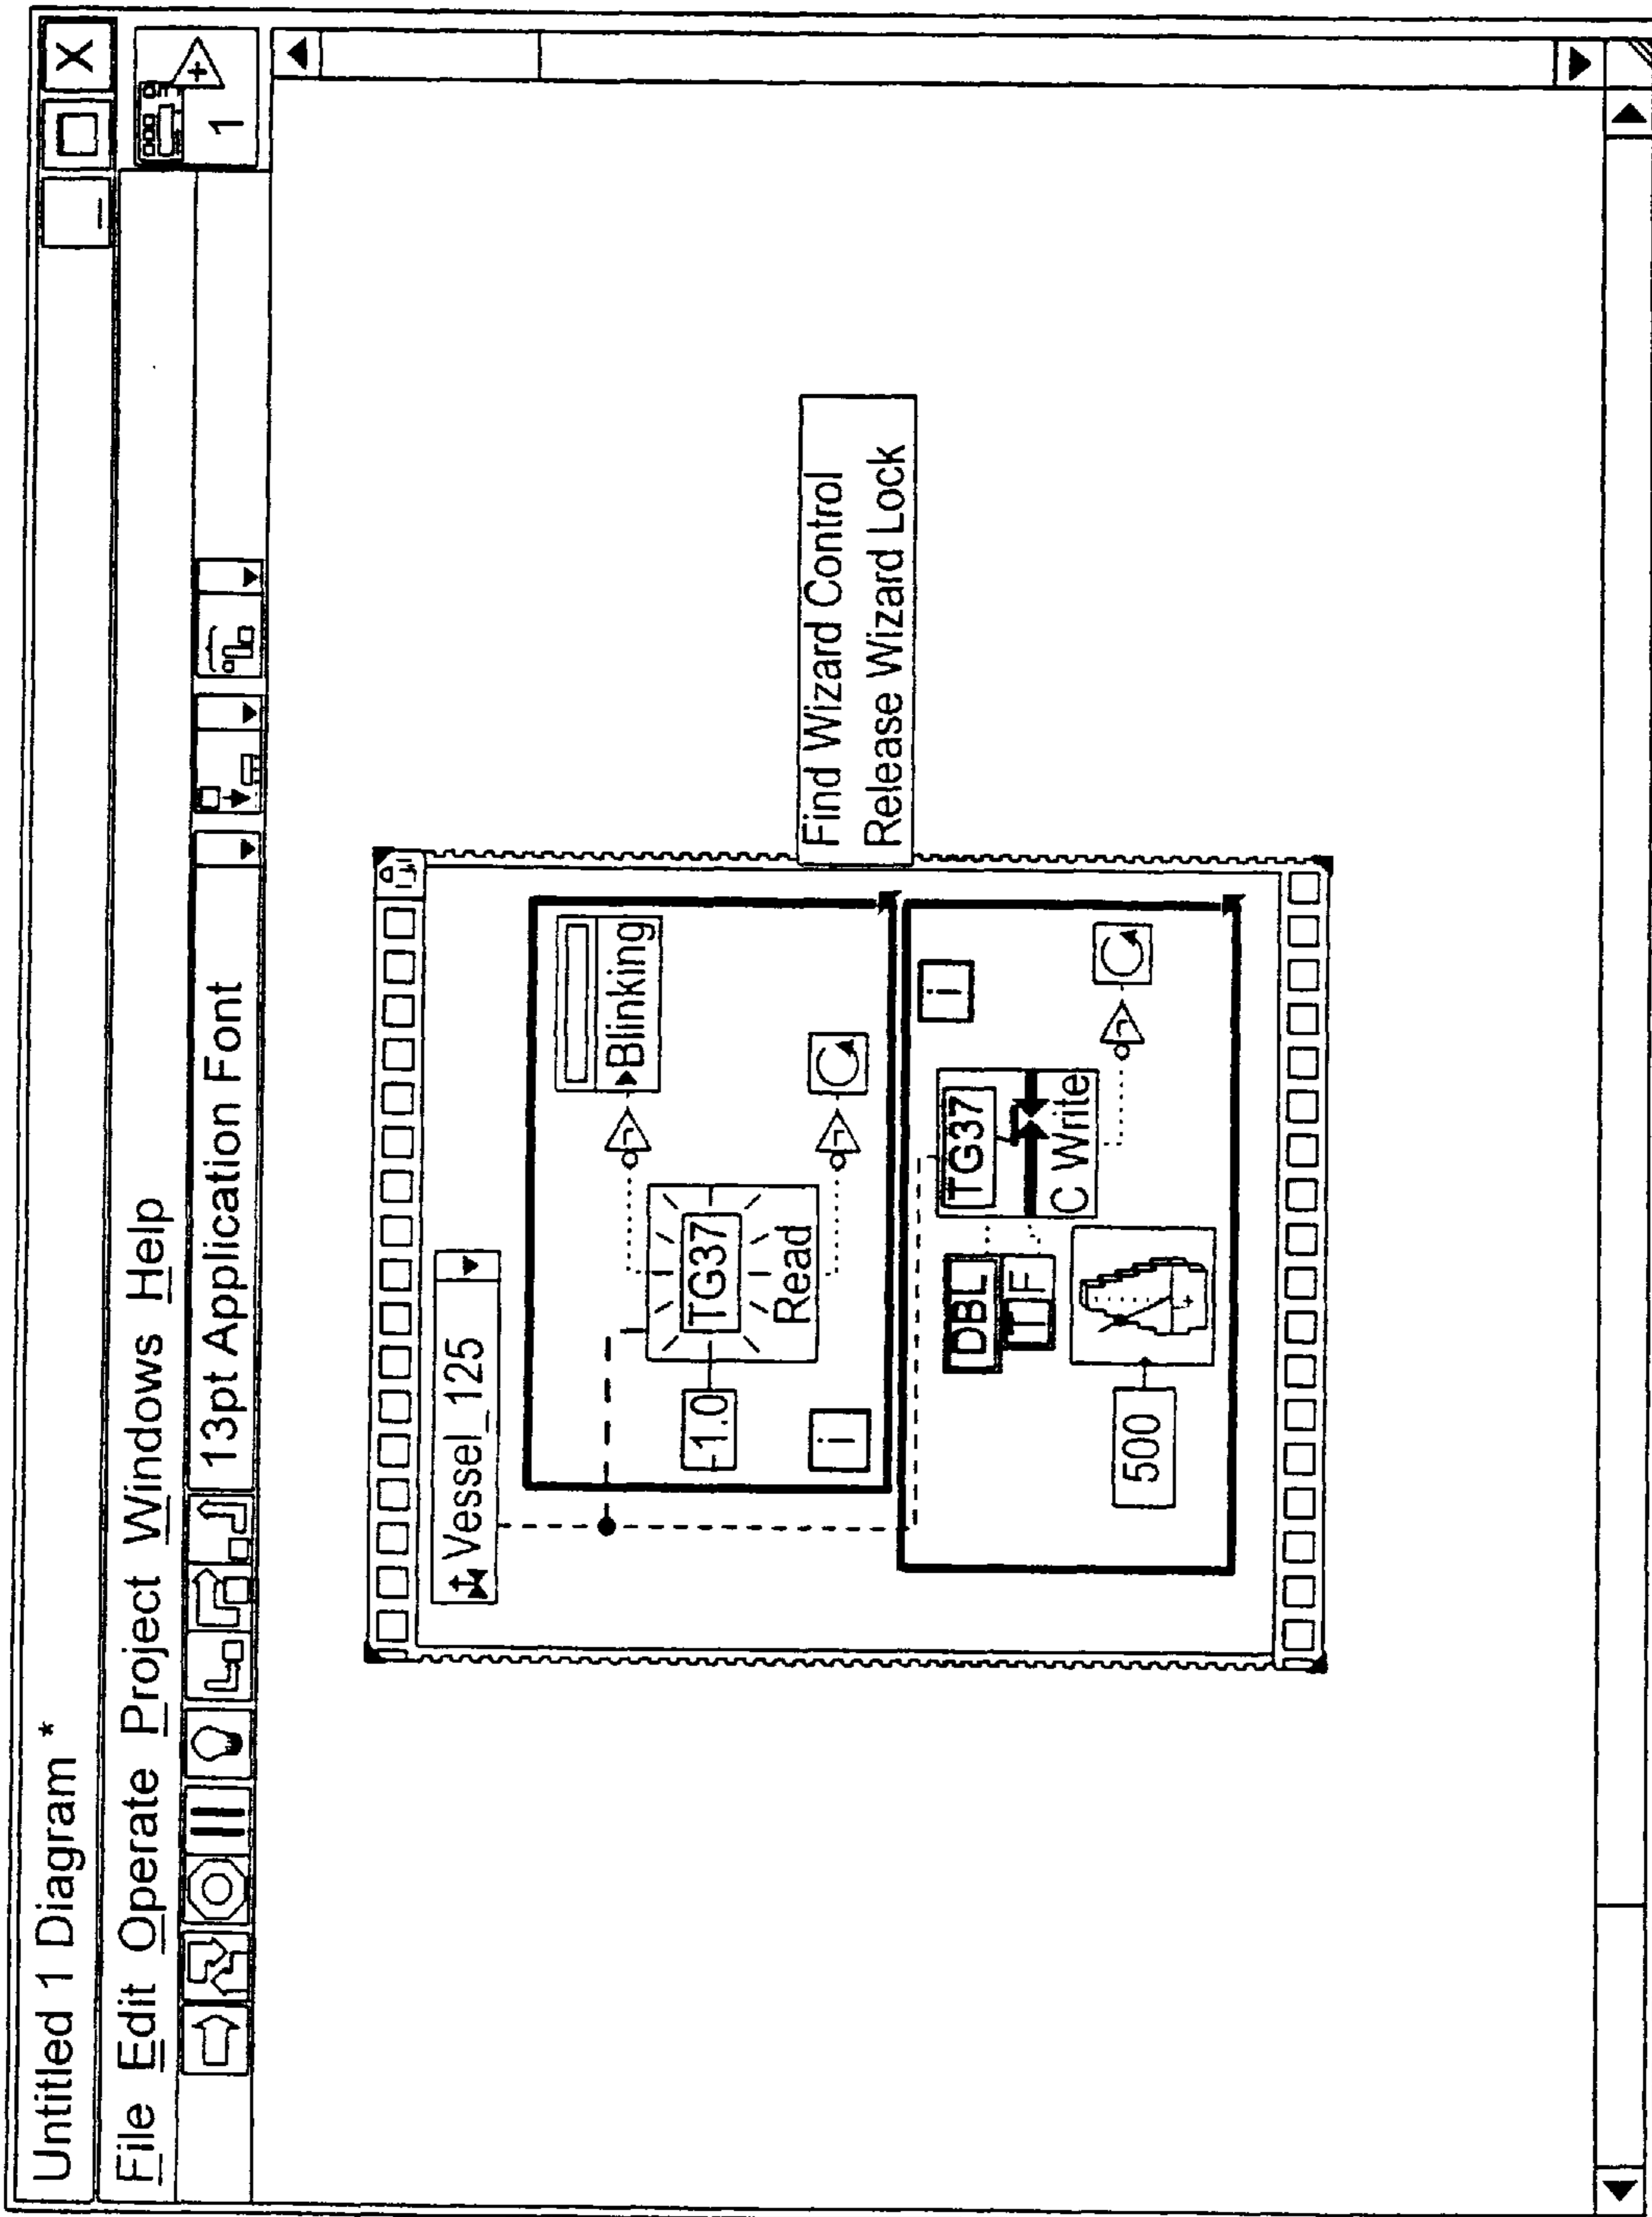 Untitled 1 Diagram *
File Edit Operate Project Windows Help
13pt Application Font
1
Vessel_125
-1.0
TG37
Read
Blinking
i
Find Wizard Control
Release Wizard Lock
DBL
TF
TG37
C Write
i
500